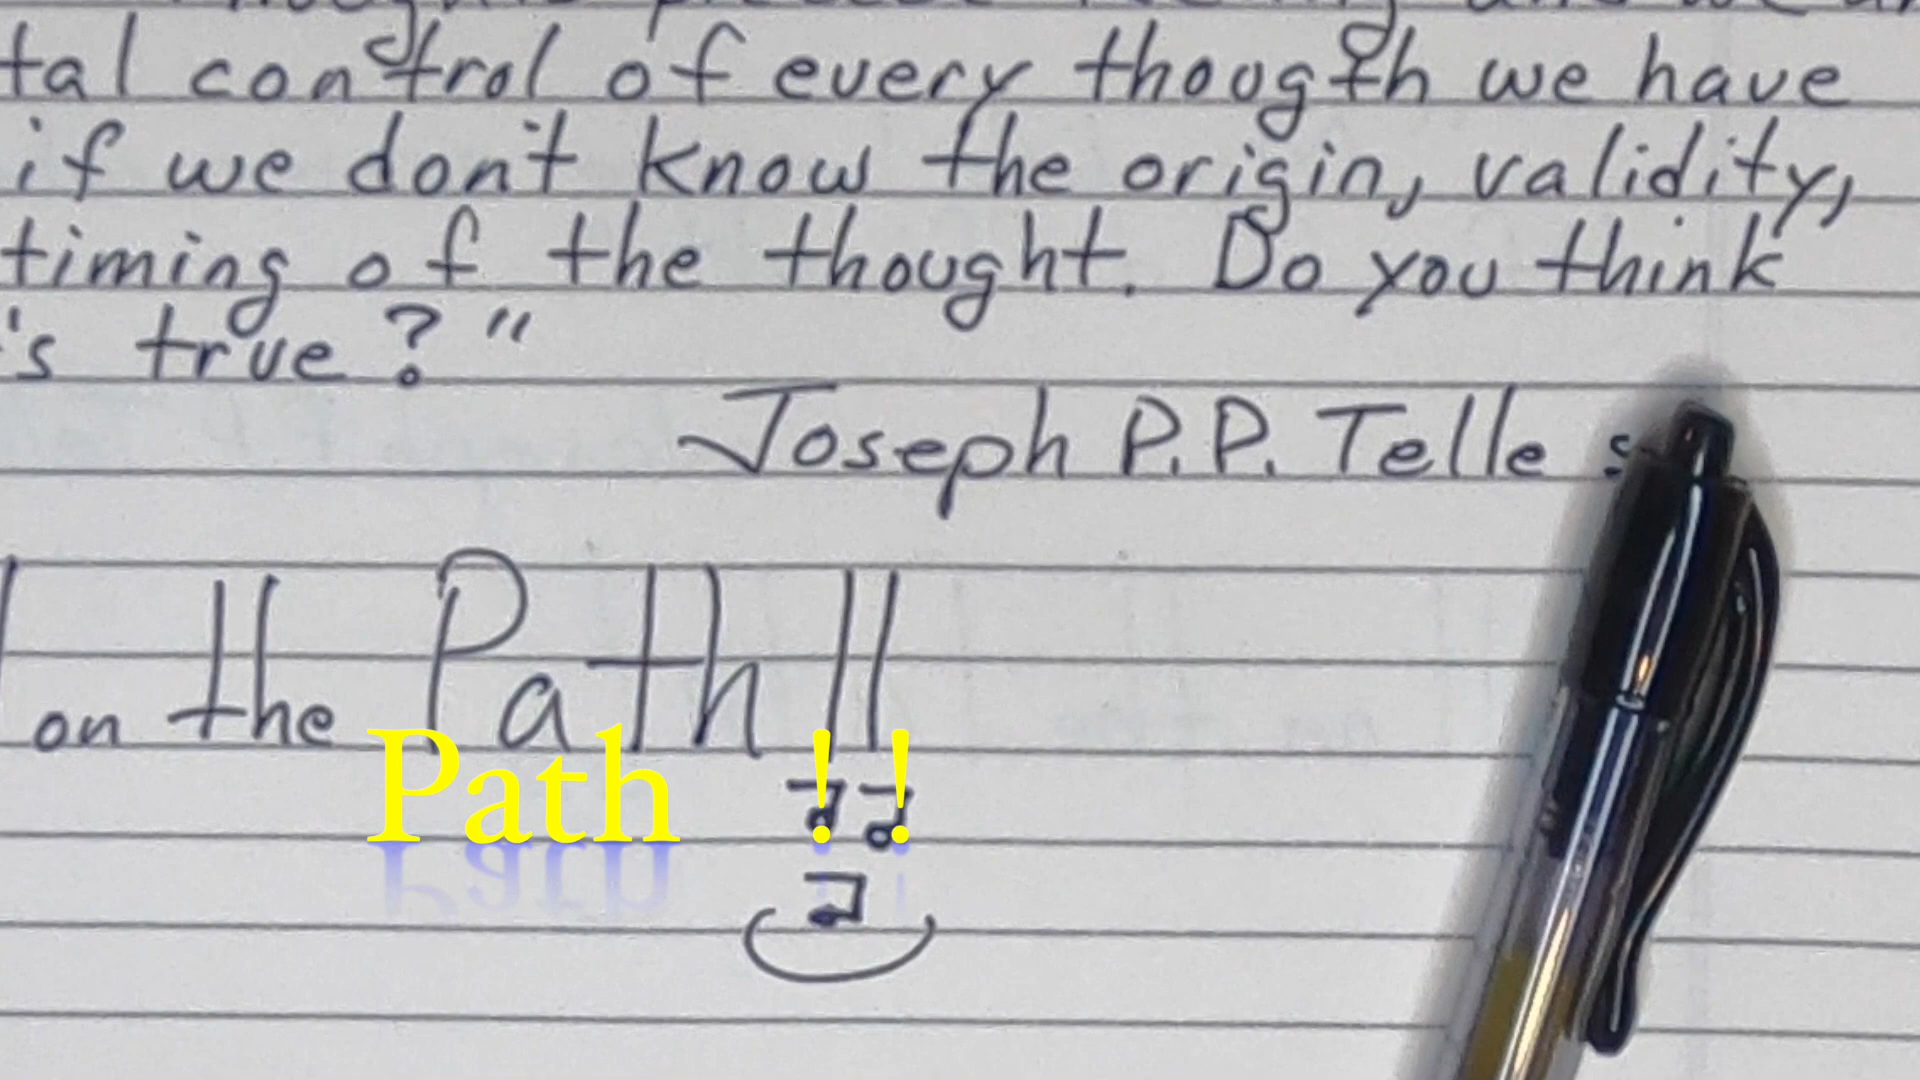 tal control of every thougth we have
if we don't know the origin, validity,
timing of the thought. Do you think
's true?"
Joseph P.P. Telles
on the Path!!
Path !!